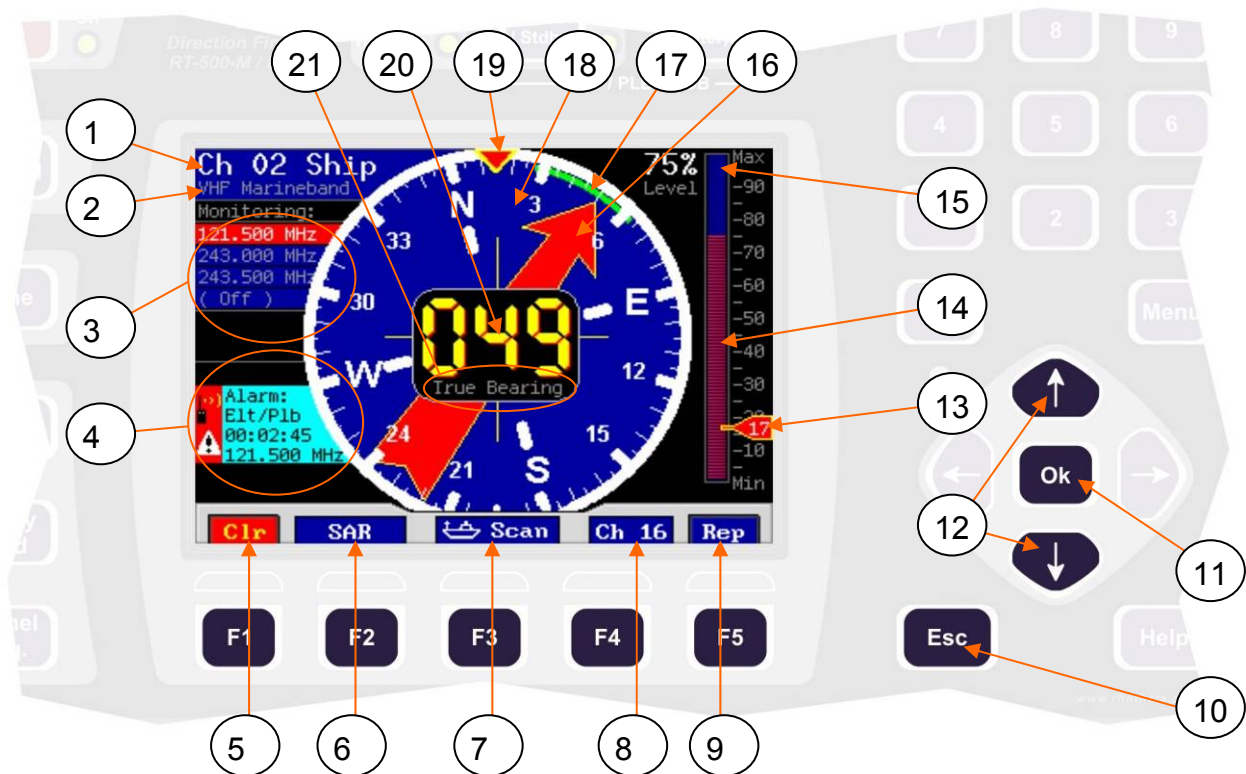 21
20
19
18
17
16
1
2
3
4
15
14
13
12
11
10
5
6
7
8
9
Direction Fi
RT-500-M /
Stdb
Ch 02 Ship
VHF Marineband
Monitoring:
121.500 MHz
243.000 MHz
243.500 MHz
( Off )
Alarm:
Elt/Plb
00:02:45
121.500 MHz
N
3
6
E
12
15
S
21
24
W
30
33
049
True Bearing
75%
Level
Max
-90
-80
-70
-60
-50
-40
-30
-20
17
-10
Min
Clr
SAR
Scan
Ch 16
Rep
F1
F2
F3
F4
F5
7
8
9
4
5
6
2
3
Menu
Ok
Esc
Help